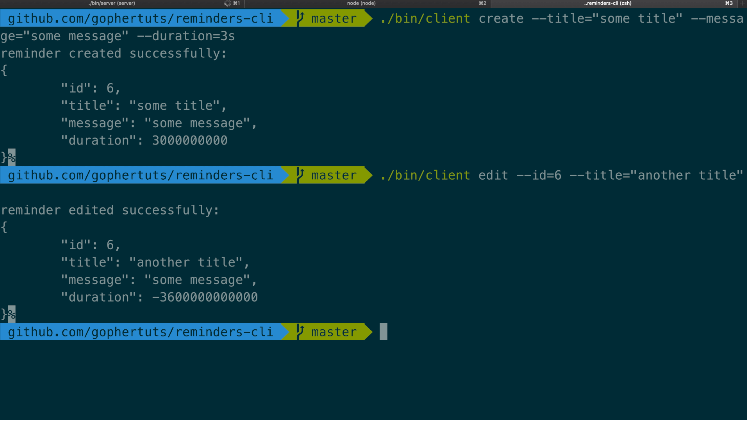 ./bin/server (server) ⌘1 node (node) ⌘2 ..reminders-cli (zsh) ⌘3
github.com/gophertuts/reminders-cli master ./bin/client create --title="some title" --messa
ge="some message" --duration=3s
reminder created successfully:
{
"id": 6,
"title": "some title",
"message": "some message",
"duration": 3000000000
}%
github.com/gophertuts/reminders-cli master ./bin/client edit --id=6 --title="another title"
reminder edited successfully:
{
"id": 6,
"title": "another title",
"message": "some message",
"duration": -3600000000000
}%
github.com/gophertuts/reminders-cli master